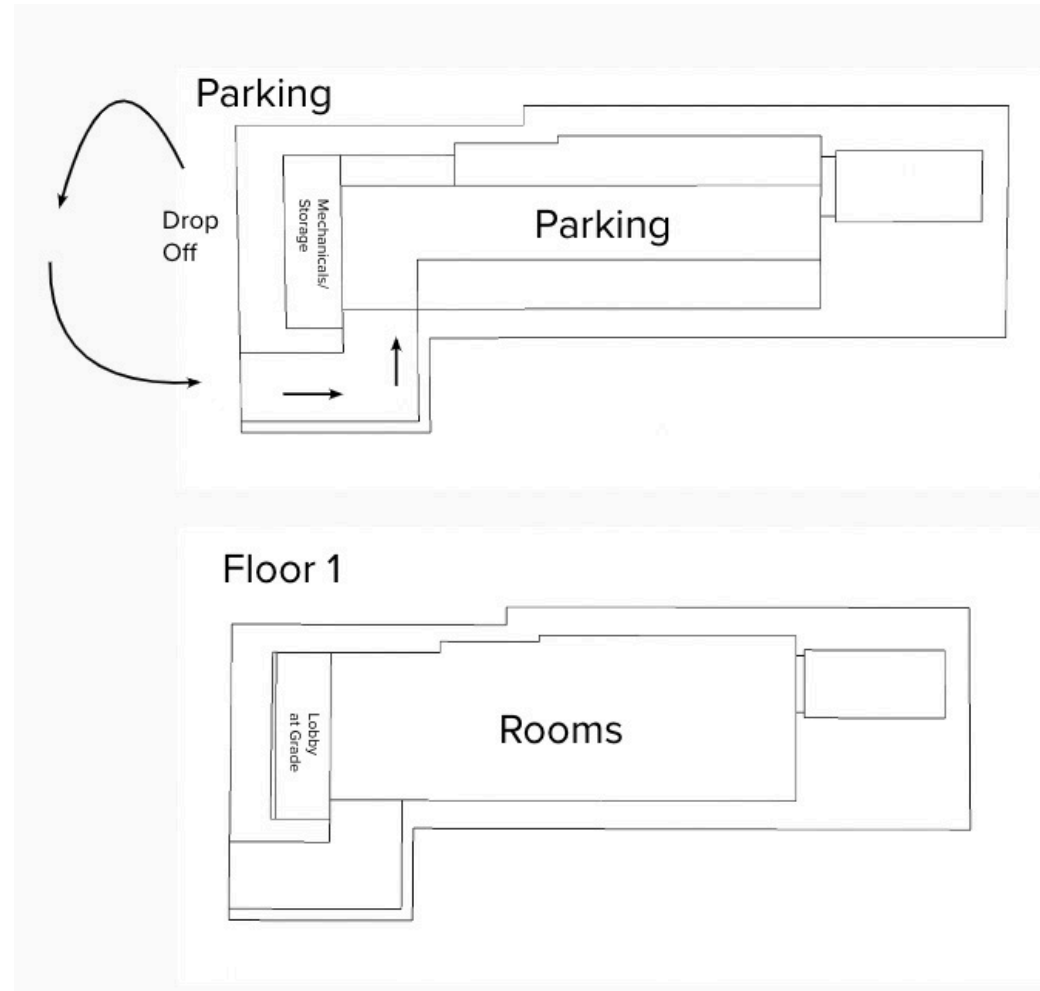 Parking
Drop
Off
Mechanicals/
Storage
Parking
Floor 1
Lobby
at Grade
Rooms